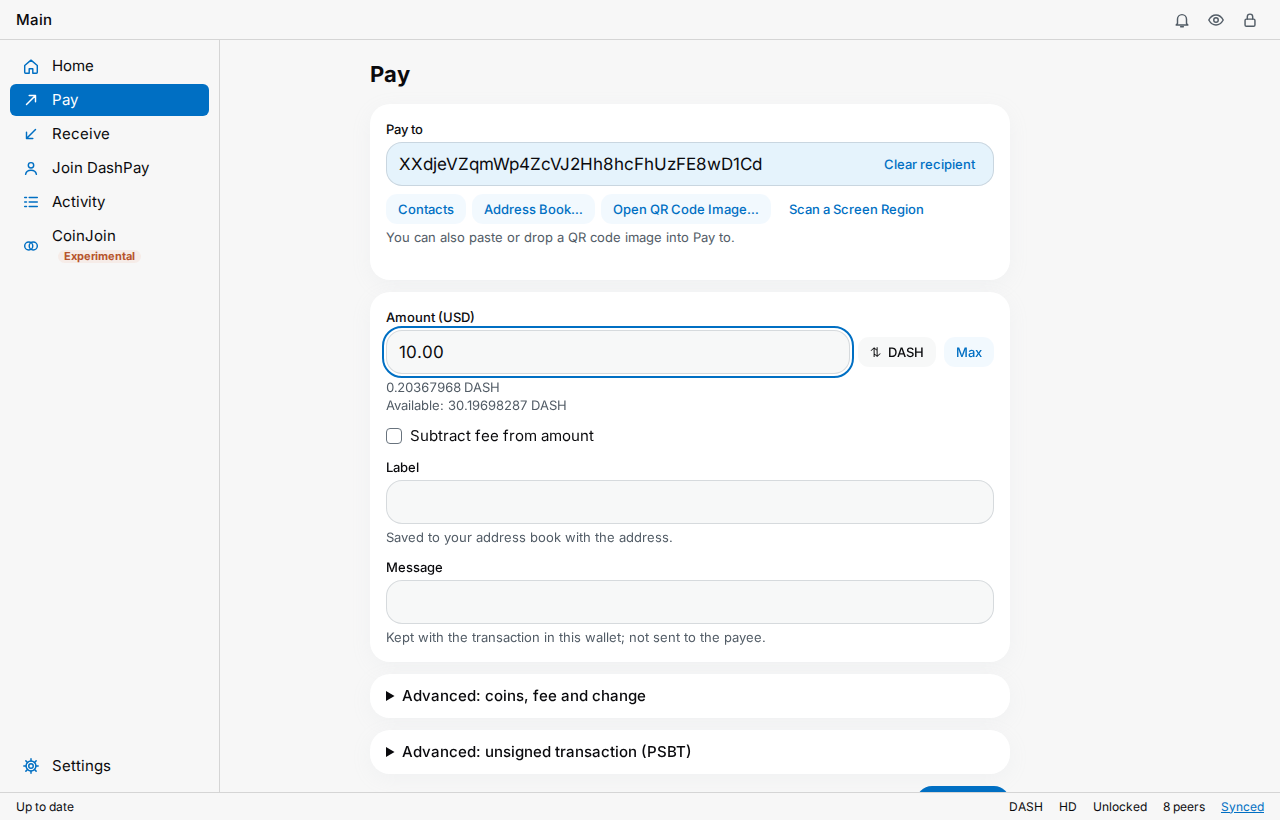 Main
Home
Pay
Receive
Join DashPay
Activity
CoinJoin
Experimental
Settings
Pay
Pay to
XXdjeVZqmWp4ZcVJ2Hh8hcFhUzFE8wD1Cd
Clear recipient
Contacts
Address Book...
Open QR Code Image...
Scan a Screen Region
You can also paste or drop a QR code image into Pay to.
Amount (USD)
10.00
⇅ DASH
Max
0.20367968 DASH
Available: 30.19698287 DASH
Subtract fee from amount
Label
Saved to your address book with the address.
Message
Kept with the transaction in this wallet; not sent to the payee.
Advanced: coins, fee and change
Advanced: unsigned transaction (PSBT)
Up to date
DASH
HD
Unlocked
8 peers
Synced